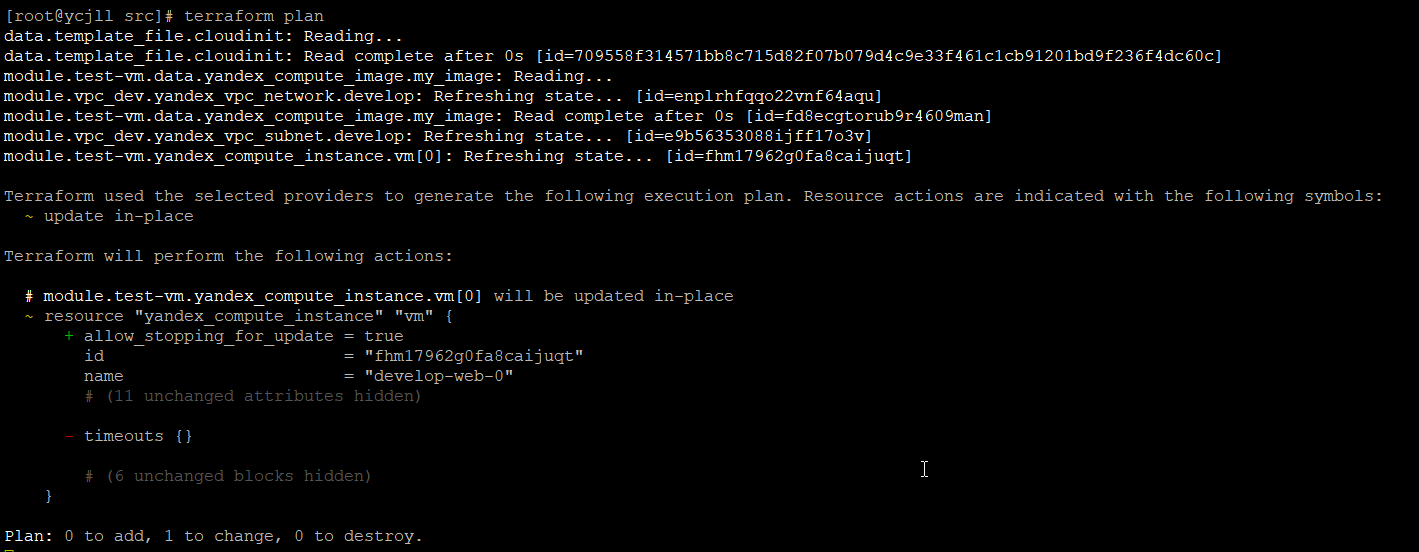 [root@ycjll src]# terraform plan
data.template_file.cloudinit: Reading...
data.template_file.cloudinit: Read complete after 0s [id=709558f314571bb8c715d82f07b079d4c9e33f461c1cb91201bd9f236f4dc60c]
module.test-vm.data.yandex_compute_image.my_image: Reading...
module.vpc_dev.yandex_vpc_network.develop: Refreshing state... [id=enplrhfqqo22vnf64aqu]
module.test-vm.data.yandex_compute_image.my_image: Read complete after 0s [id=fd8ecgtorub9r4609man]
module.vpc_dev.yandex_vpc_subnet.develop: Refreshing state... [id=e9b56353088ijff17o3v]
module.test-vm.yandex_compute_instance.vm[0]: Refreshing state... [id=fhm17962g0fa8caijuqt]
Terraform used the selected providers to generate the following execution plan. Resource actions are indicated with the following symbols:
  ~ update in-place
Terraform will perform the following actions:
  # module.test-vm.yandex_compute_instance.vm[0] will be updated in-place
  ~ resource "yandex_compute_instance" "vm" {
      + allow_stopping_for_update = true
        id                        = "fhm17962g0fa8caijuqt"
        name                      = "develop-web-0"
        # (11 unchanged attributes hidden)
      - timeouts {}
        # (6 unchanged blocks hidden)
    }
Plan: 0 to add, 1 to change, 0 to destroy.